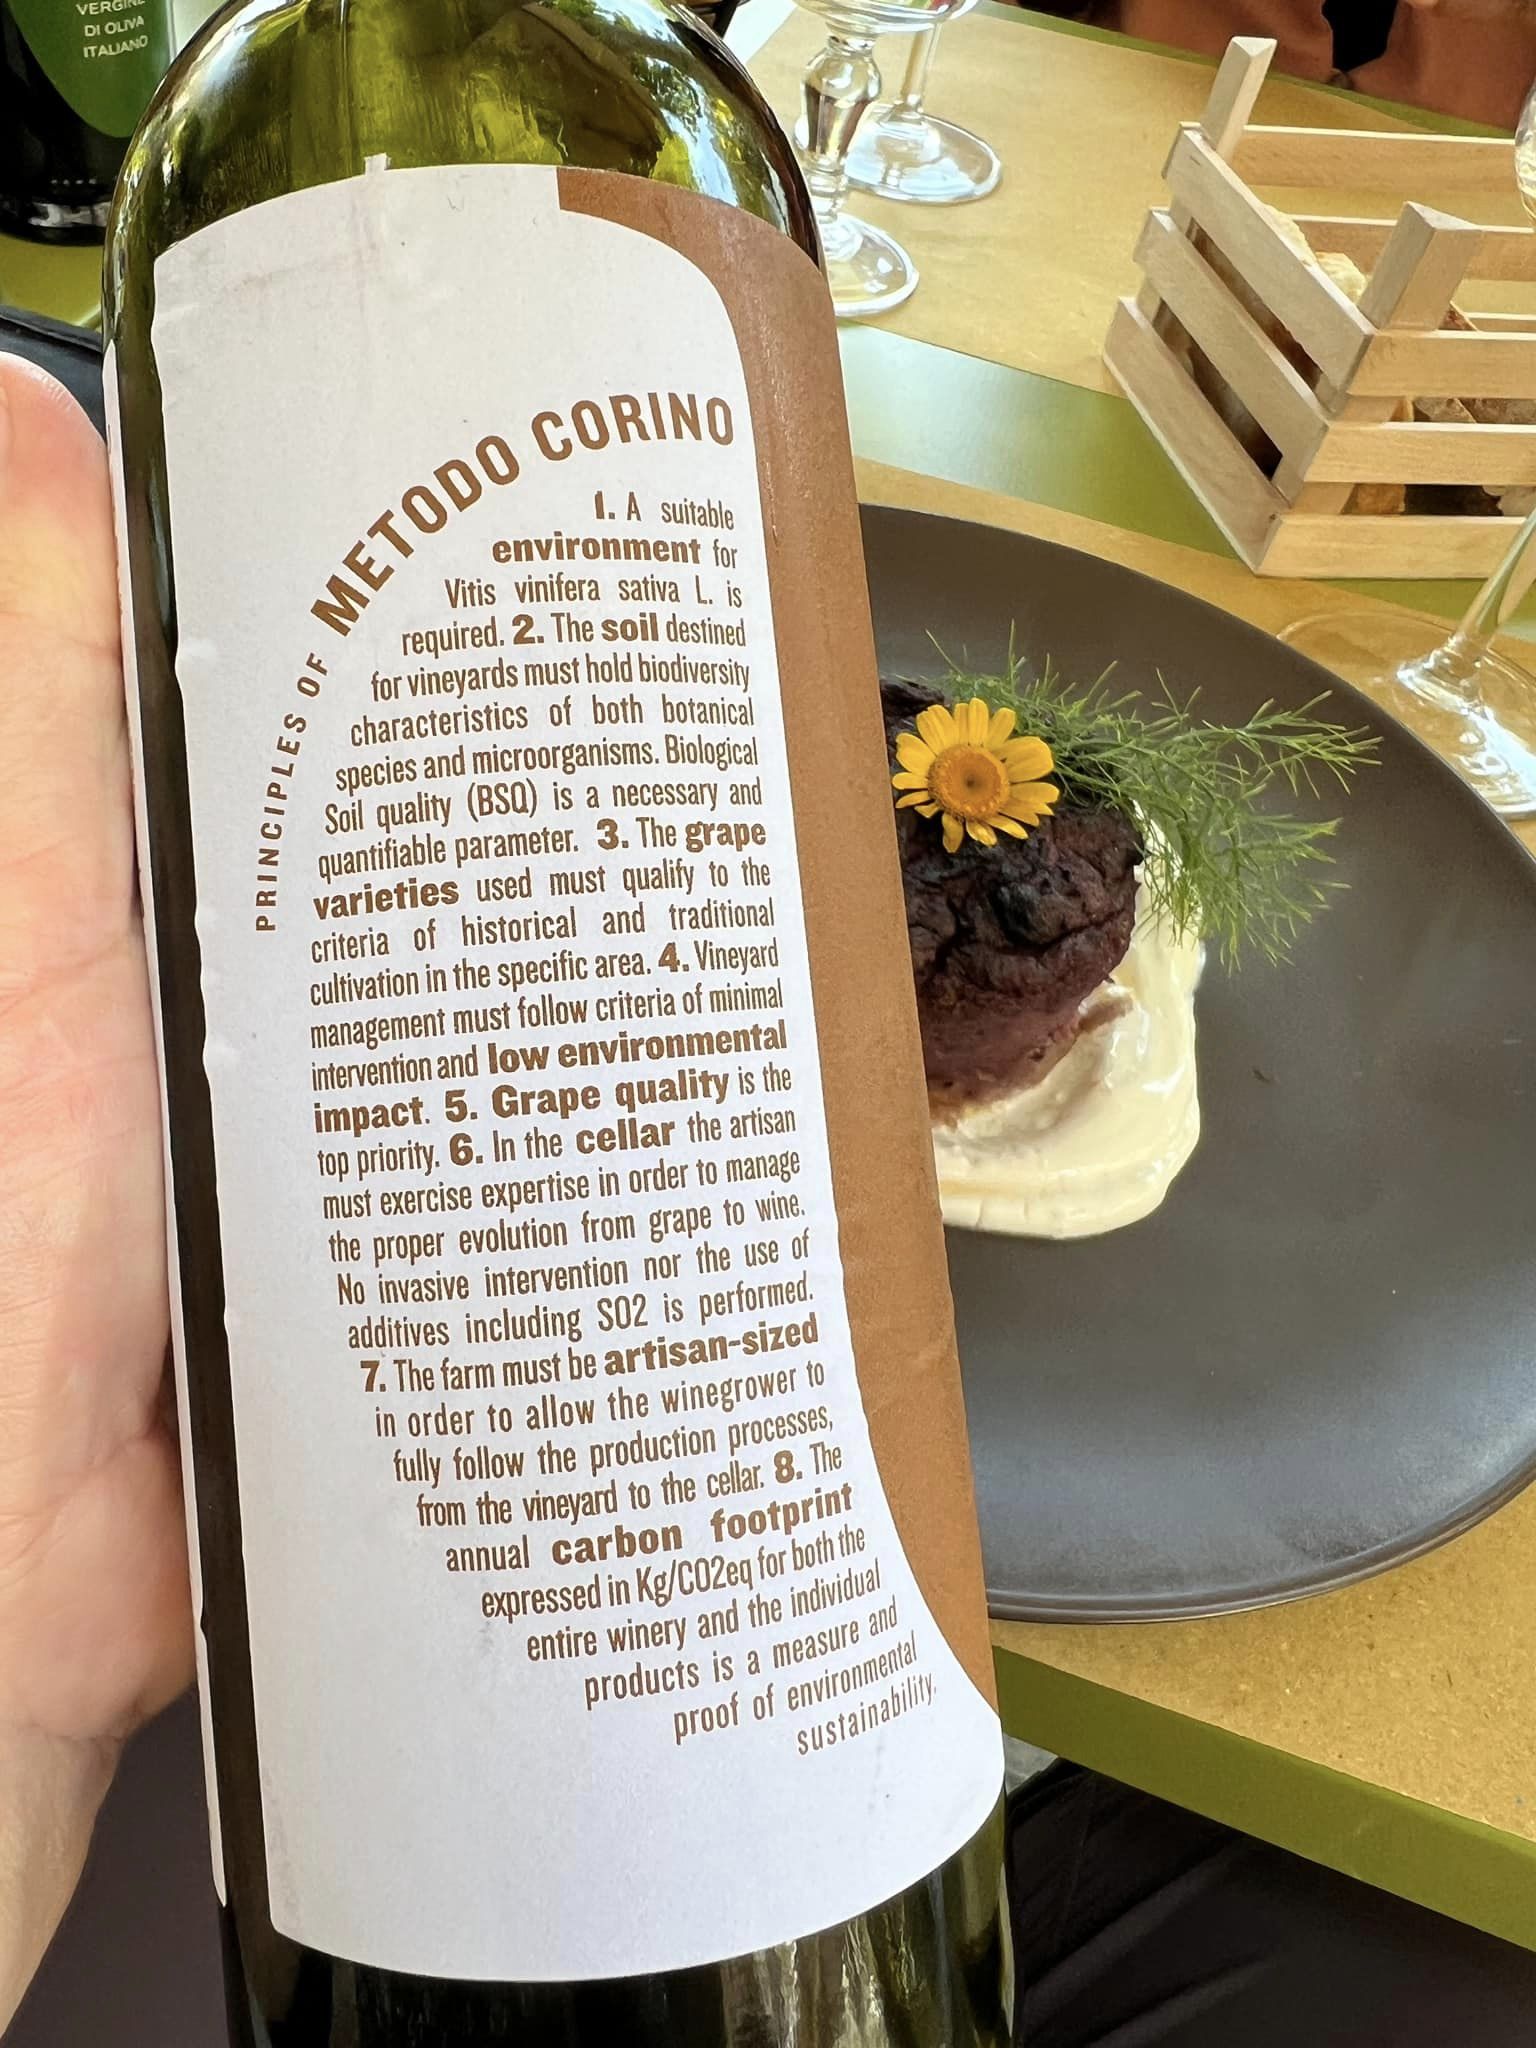 VERGINE
DI OLIVA
ITALIANO
PRINCIPLES OF METODO CORINO
1. A suitable
environment for
Vitis vinifera sativa L. is
required. 2. The soil destined
for vineyards must hold biodiversity
characteristics of both botanical
species and microorganisms. Biological
Soil quality (BSQ) is a necessary and
quantifiable parameter. 3. The grape
varieties used must qualify to the
criteria of historical and traditional
cultivation in the specific area. 4. Vineyard
management must follow criteria of minimal
intervention and low environmental
impact. 5. Grape quality is the
top priority. 6. In the cellar the artisan
must exercise expertise in order to manage
the proper evolution from grape to wine.
No invasive intervention nor the use of
additives including SO2 is performed.
7. The farm must be artisan-sized
in order to allow the winegrower to
fully follow the production processes,
from the vineyard to the cellar. 8. The
annual carbon footprint
expressed in Kg/CO2eq for both the
entire winery and the individual
products is a measure and
proof of environmental
sustainability.